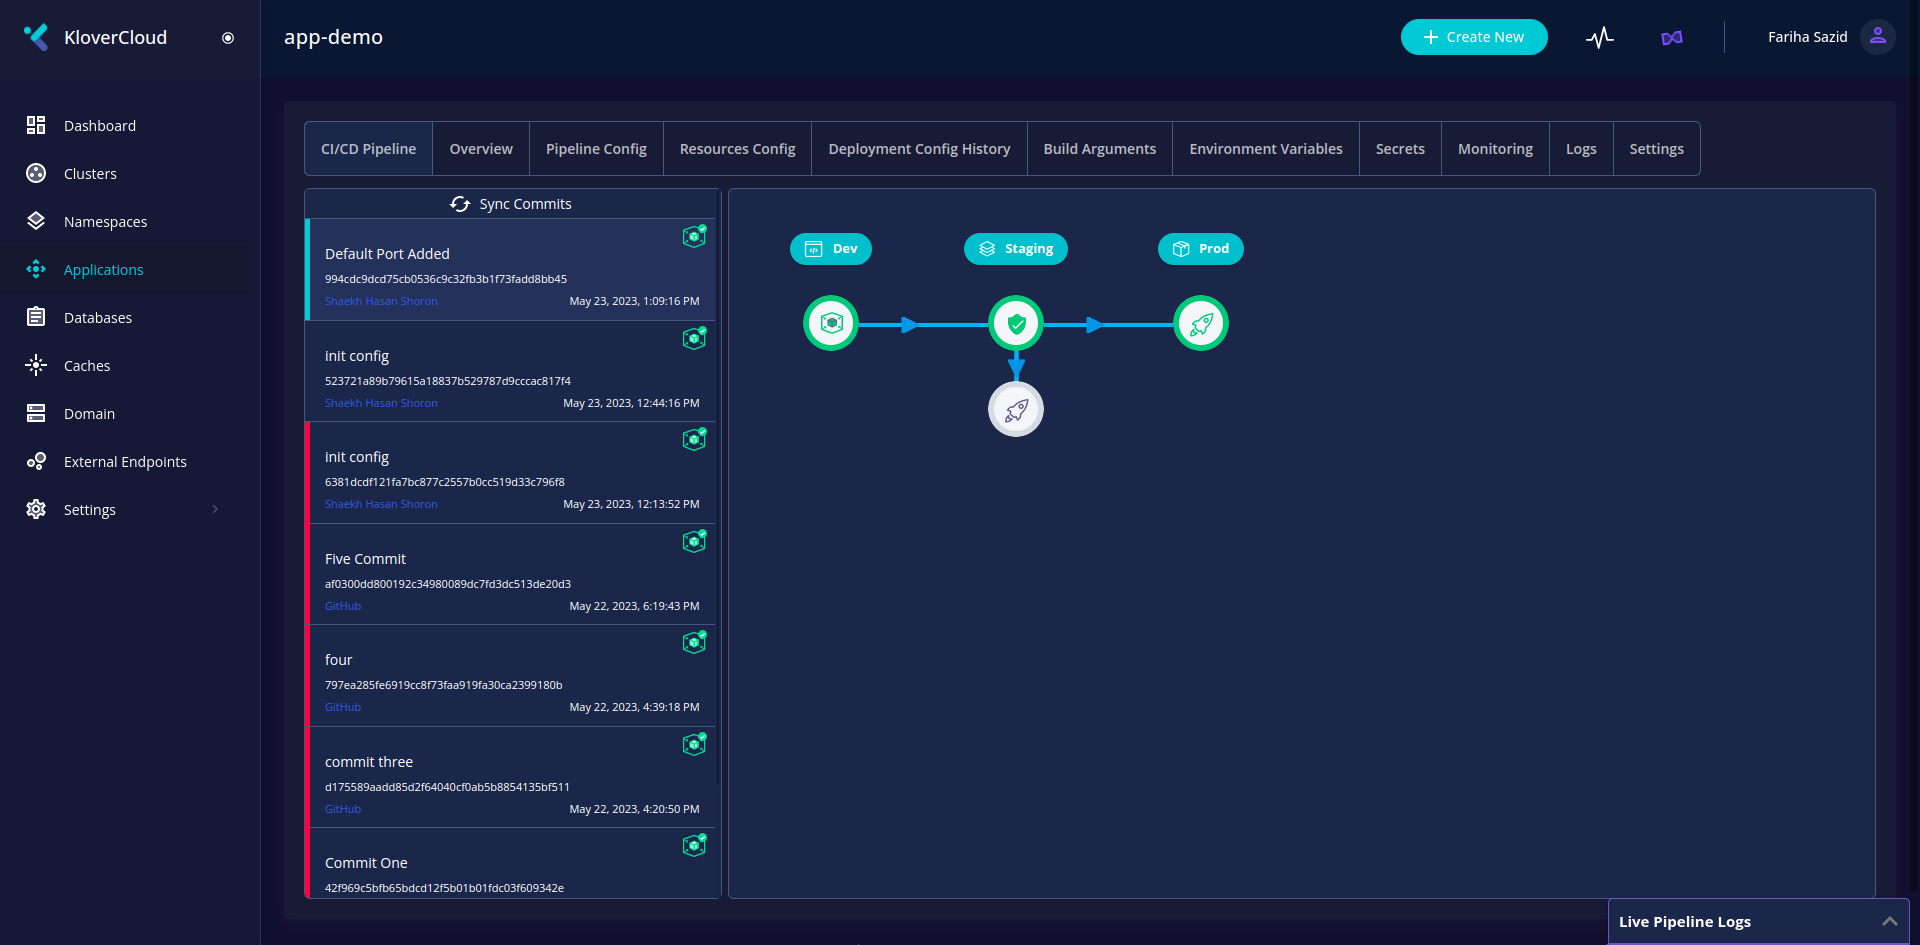 KloverCloud
app-demo
Create New
Fariha Sazid
Dashboard
Clusters
Namespaces
Applications
Databases
Caches
Domain
External Endpoints
Settings
CI/CD Pipeline
Overview
Pipeline Config
Resources Config
Deployment Config History
Build Arguments
Environment Variables
Secrets
Monitoring
Logs
Settings
Sync Commits
Default Port Added
994cdc9dcd75cb0536c9c32fb3b1f73fadd8bb45
Shaekh Hasan Shoron May 23, 2023, 1:09:16 PM
init config
523721a89b79615a18837b529787d9cccac817f4
Shaekh Hasan Shoron May 23, 2023, 12:44:16 PM
init config
6381dcdf121fa7bc877c2557b0cc519d33c796f8
Shaekh Hasan Shoron May 23, 2023, 12:13:52 PM
FIve Commit
af0300dd800192c34980089dc7fd3dc513de20d3
GitHub May 22, 2023, 6:19:43 PM
four
797ea285fe6919cc8f73faa919fa30ca2399180b
GitHub May 22, 2023, 4:39:18 PM
commit three
d175589aadd85d2f64040cf0ab5b8854135bf511
GitHub May 22, 2023, 4:20:50 PM
Commit One
42f969c5bfb65bdcd12f5b01b01fdc03f609342e
Dev
Staging
Prod
Live Pipeline Logs